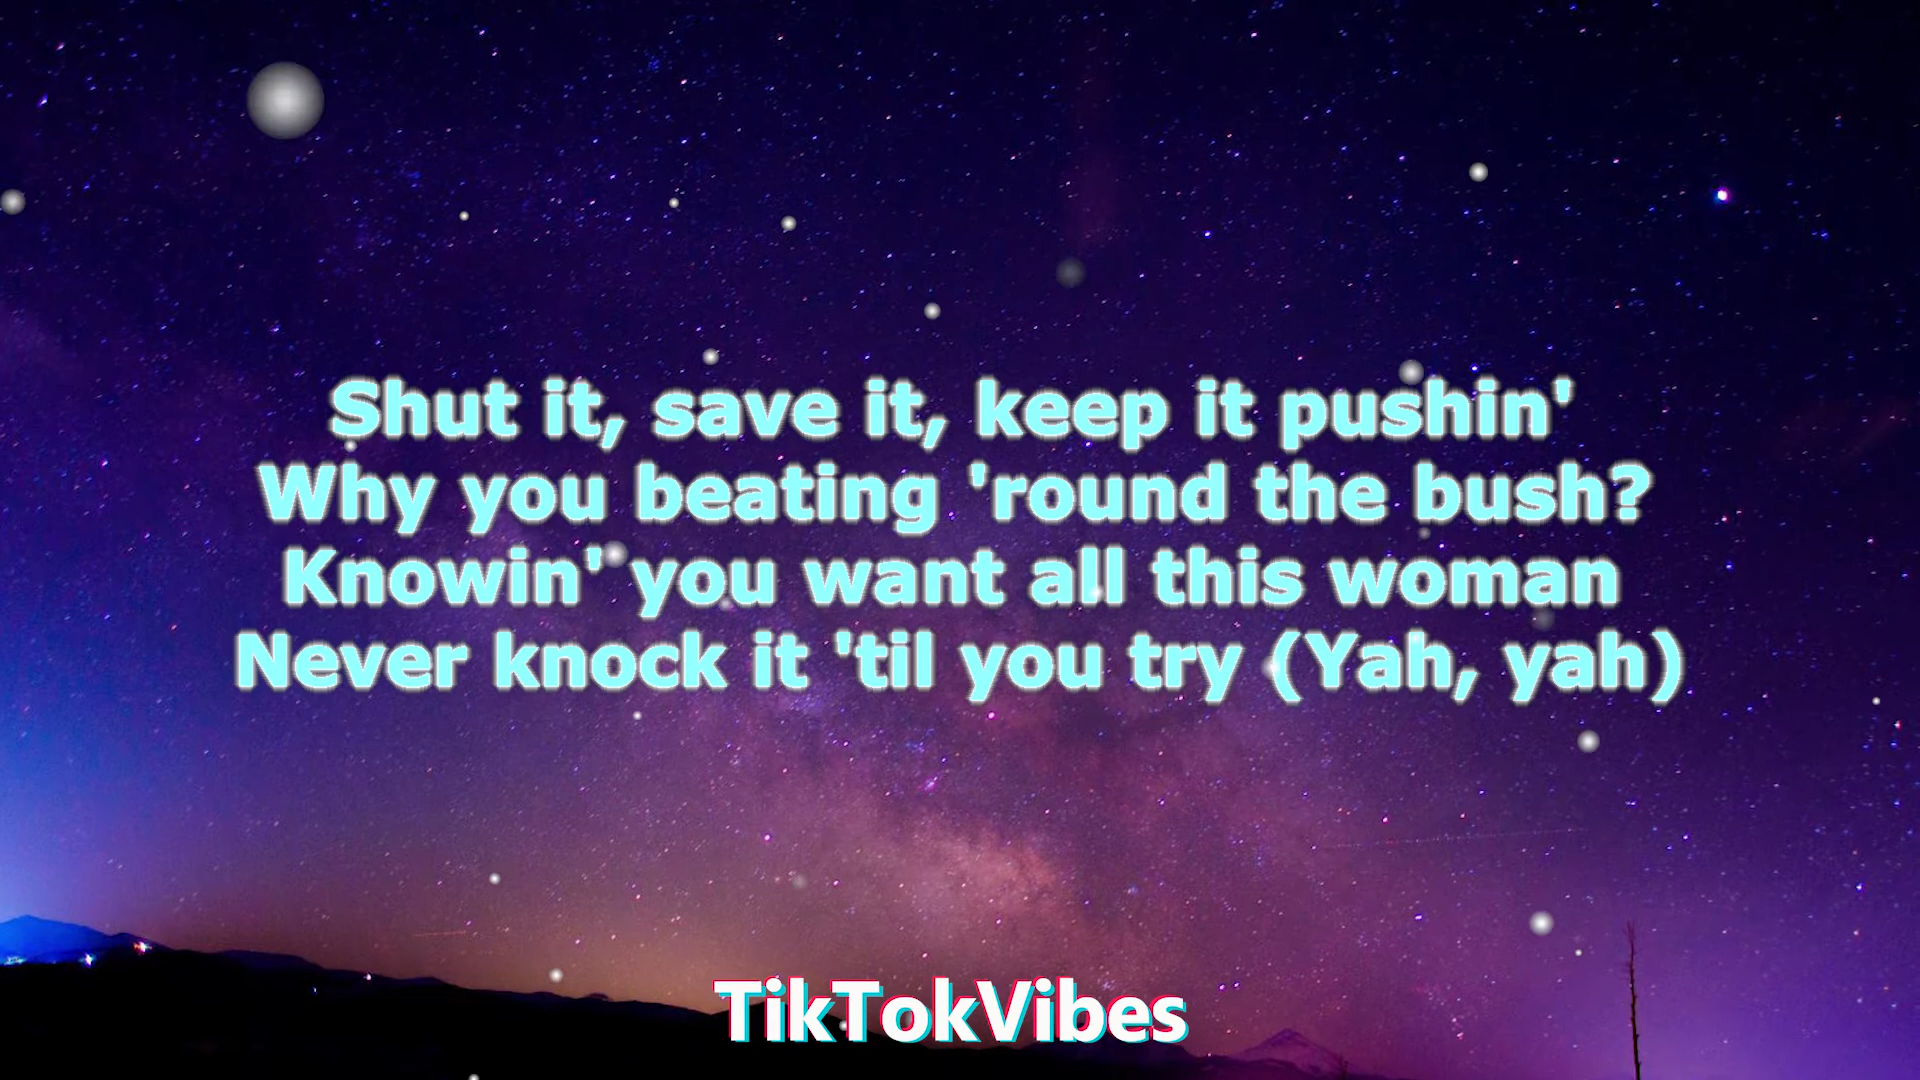 Shut it, save it, keep it pushin'
Why you beating 'round the bush?
Knowin' you want all this woman
Never knock it 'til you try (Yah, yah)
TikTokVibes